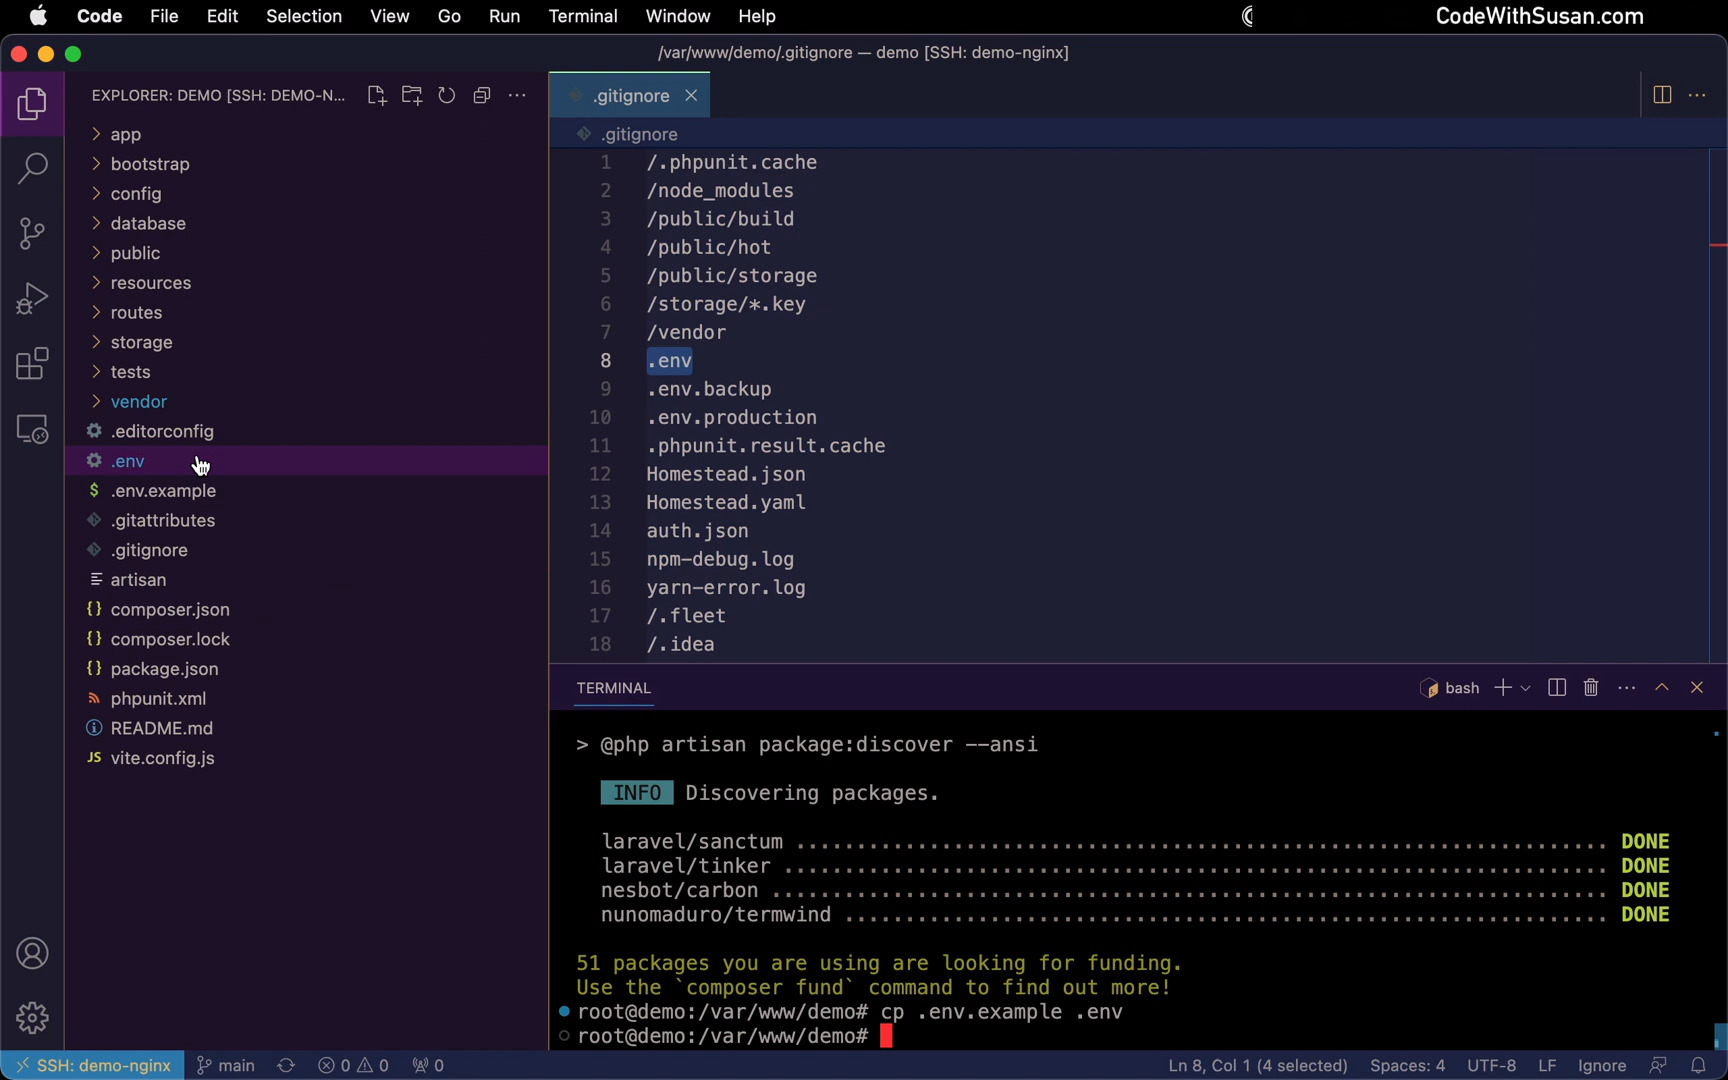 Code File Edit Selection View Go Run Terminal Window Help
CodeWithSusan.com
/var/www/demo/.gitignore — demo [SSH: demo-nginx]
EXPLORER: DEMO [SSH: DEMO-N...
app
bootstrap
config
database
public
resources
routes
storage
tests
vendor
.editorconfig
.env
$ .env.example
.gitattributes
.gitignore
artisan
{} composer.json
{} composer.lock
{} package.json
phpunit.xml
README.md
JS vite.config.js
.gitignore
.gitignore
1 /.phpunit.cache
2 /node_modules
3 /public/build
4 /public/hot
5 /public/storage
6 /storage/*.key
7 /vendor
8 .env
9 .env.backup
10 .env.production
11 .phpunit.result.cache
12 Homestead.json
13 Homestead.yaml
14 auth.json
15 npm-debug.log
16 yarn-error.log
17 /.fleet
18 /.idea
TERMINAL
bash
> @php artisan package:discover --ansi
INFO Discovering packages.
laravel/sanctum ................................................................... DONE
laravel/tinker .................................................................... DONE
nesbot/carbon ..................................................................... DONE
nunomaduro/termwind ............................................................... DONE
51 packages you are using are looking for funding.
Use the `composer fund` command to find out more!
root@demo:/var/www/demo# cp .env.example .env
root@demo:/var/www/demo#
SSH: demo-nginx main 0 0 0 Ln 8, Col 1 (4 selected) Spaces: 4 UTF-8 LF Ignore